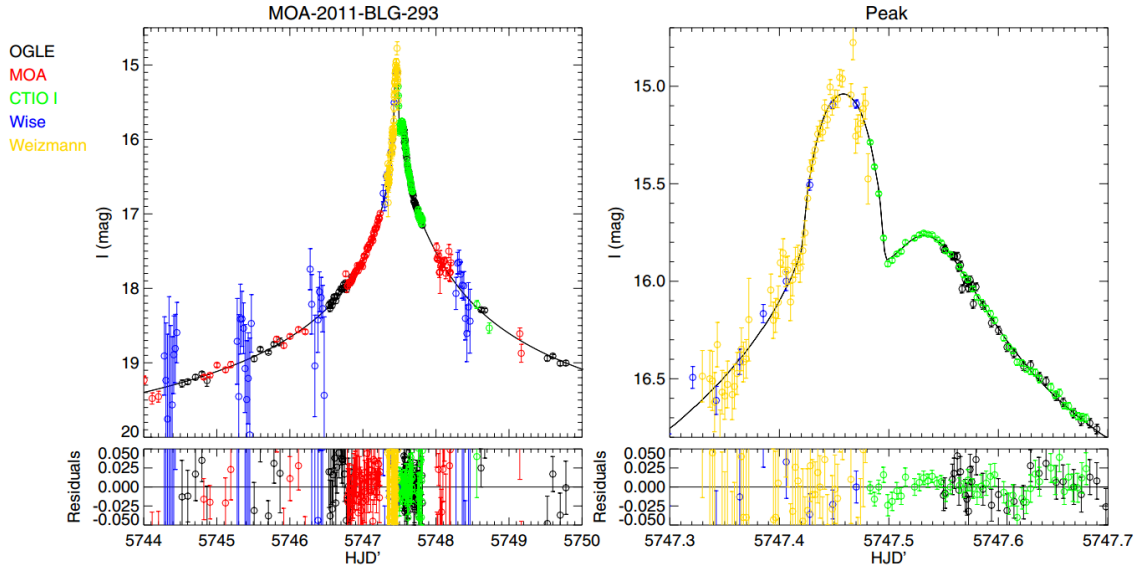 MOA-2011-BLG-293
Peak
OGLE
MOA
CTIO I
Wise
Weizmann
I (mag)
15
16
17
18
19
20
Residuals
0.050
0.025
0.000
-0.025
-0.050
5744 5745 5746 5747 5748 5749 5750
HJD'
I (mag)
15.0
15.5
16.0
16.5
Residuals
0.050
0.025
0.000
-0.025
-0.050
5747.3 5747.4 5747.5 5747.6 5747.7
HJD'